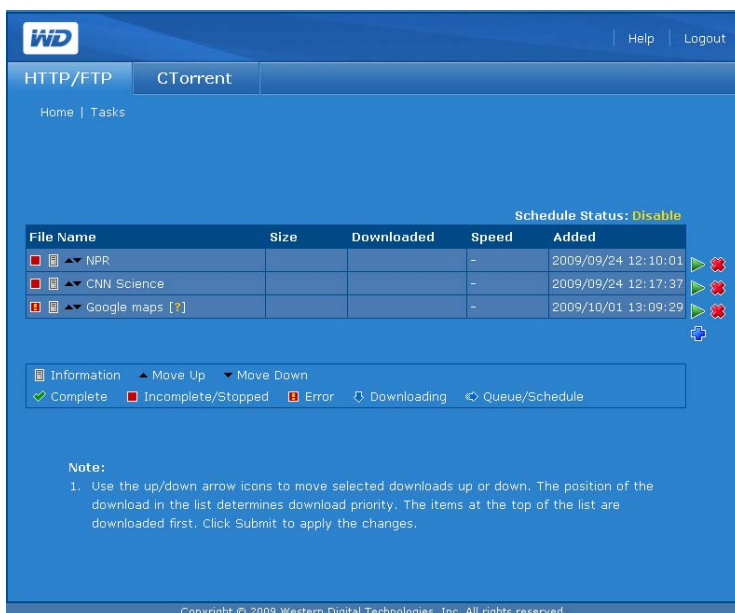 WD
Help | Logout
HTTP/FTP CTorrent
Home | Tasks
Schedule Status: Disable
File Name Size Downloaded Speed Added
NPR - 2009/09/24 12:10:01
CNN Science - 2009/09/24 12:17:37
Google maps [?] - 2009/10/01 13:09:29
Information Move Up Move Down
Complete Incomplete/Stopped Error Downloading Queue/Schedule
Note:
1. Use the up/down arrow icons to move selected downloads up or down. The position of the
download in the list determines download priority. The items at the top of the list are
downloaded first. Click Submit to apply the changes.
Copyright © 2009 Western Digital Technologies, Inc. All rights reserved